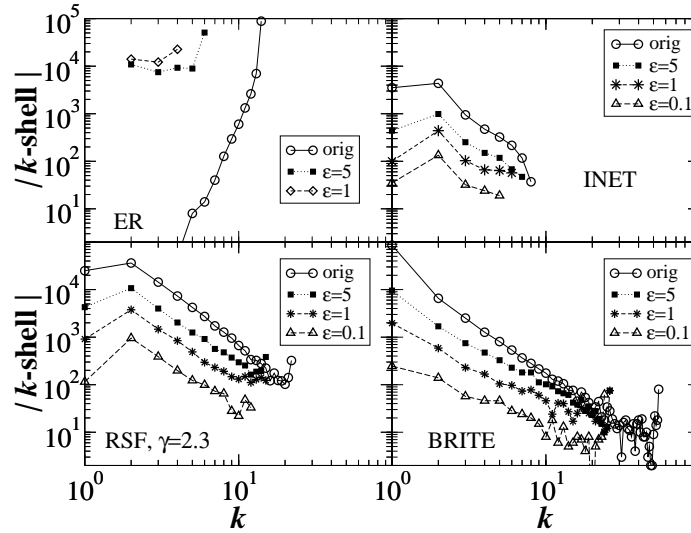 10^5
10^4
10^3
10^2
10^1
|k-shell|
ER
orig
ε=5
ε=1
INET
orig
ε=5
ε=1
ε=0.1
10^4
10^3
10^2
10^1
|k-shell|
RSF, γ=2.3
orig
ε=5
ε=1
ε=0.1
BRITE
orig
ε=5
ε=1
ε=0.1
10^0 10^1 10^0 10^1
k k